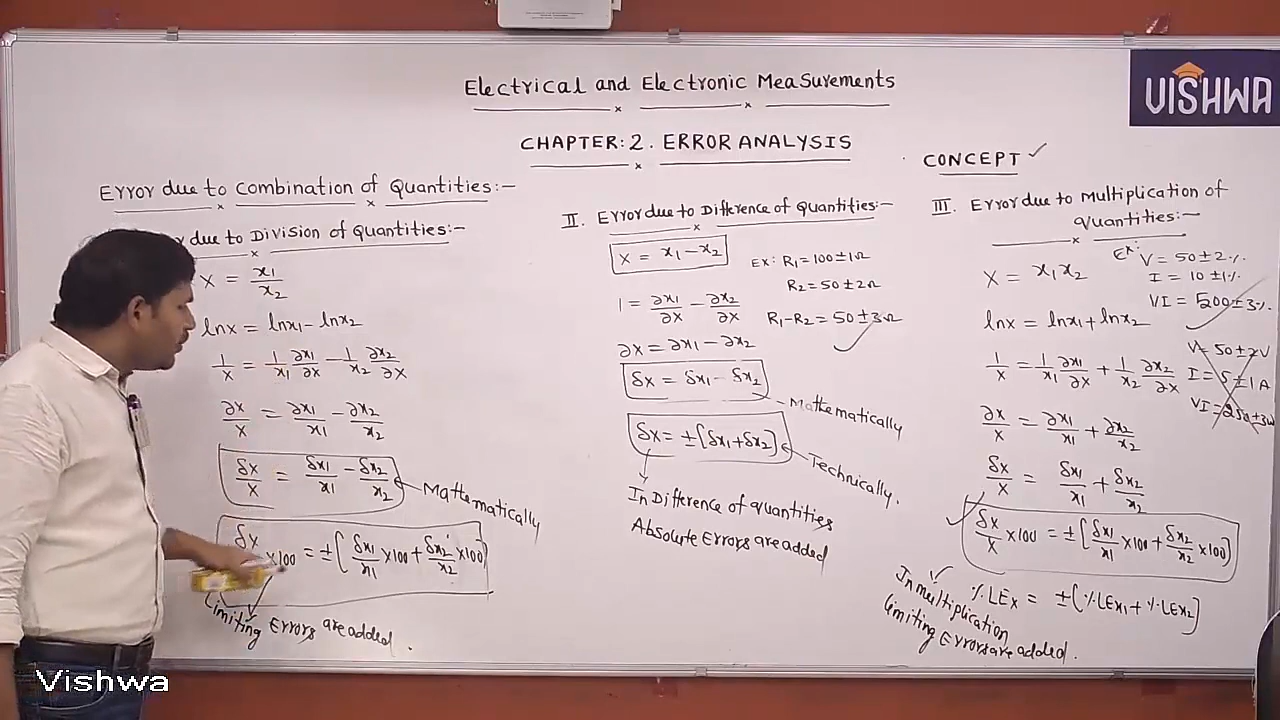 Electrical and Electronic Measurements
VISHWA
CHAPTER: 2. ERROR ANALYSIS
CONCEPT ✓
Error due to Combination of Quantities:-
due to Division of Quantities:-
X = x1/x2
lnx = lnx1 - lnx2
1/X = 1/x1 ∂x1/∂X - 1/x2 ∂x2/∂X
∂X/X = ∂x1/x1 - ∂x2/x2
δX/X = δx1/x1 - δx2/x2
Mathematically
δX/ x100 = ±[δx1/x1 x100 + δx2/x2 x100]
Limiting Errors are added.
II. Error due to Difference of Quantities:-
X = x1-x2
Ex: R1 = 100±1Ω
R2 = 50±2Ω
R1-R2 = 50±3Ω
1 = ∂x1/∂X - ∂x2/∂X
∂X = ∂x1 - ∂x2
δX = δx1 - δx2
Mathematically
δX = ±[δx1+δx2]
Technically.
In Difference of quantities
Absolute Errors are added
III. Error due to Multiplication of
Quantities:-
X = x1x2
Ex: V = 50±2%
I = 10±1%
VI = 500±3%
lnx = lnx1 + lnx2
V = 50±2V
I = 5±1A
VI = 250±3W
1/X = 1/x1 ∂x1/∂X + 1/x2 ∂x2/∂X
∂X/X = ∂x1/x1 + ∂x2/x2
δX/X = δx1/x1 + δx2/x2
δX/X x100 = ±[δx1/x1 x100 + δx2/x2 x100]
% LEx = ±[% LEx1 + % LEx2]
In multiplication
limiting Errors are added.
Vishwa